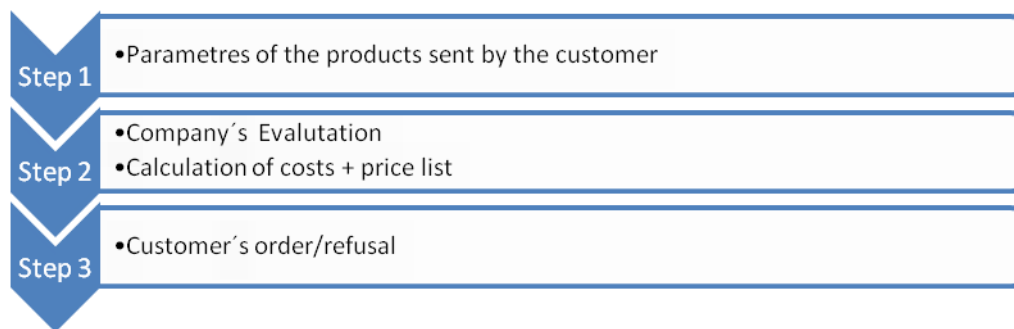 Step 1
•Parametres of the products sent by the customer
Step 2
•Company´s Evalutation
•Calculation of costs + price list
Step 3
•Customer´s order/refusal